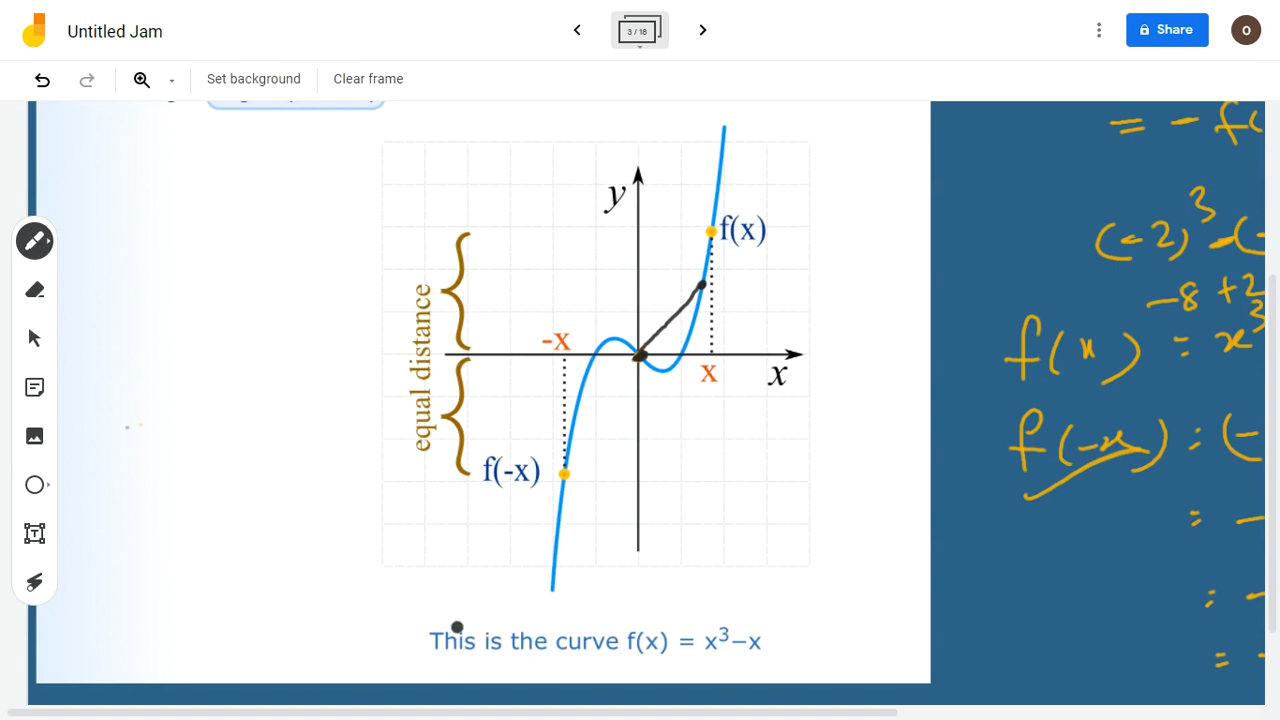 Untitled Jam
3 / 18
Share
O
Set background
Clear frame
= - f(
y
f(x)
(-2)³ - (-
-8 + 2
equal distance
-x
x
x
f(x) = x³
f(-x)
f(-x) = (-
= -
= -
= -
This is the curve f(x) = x³−x